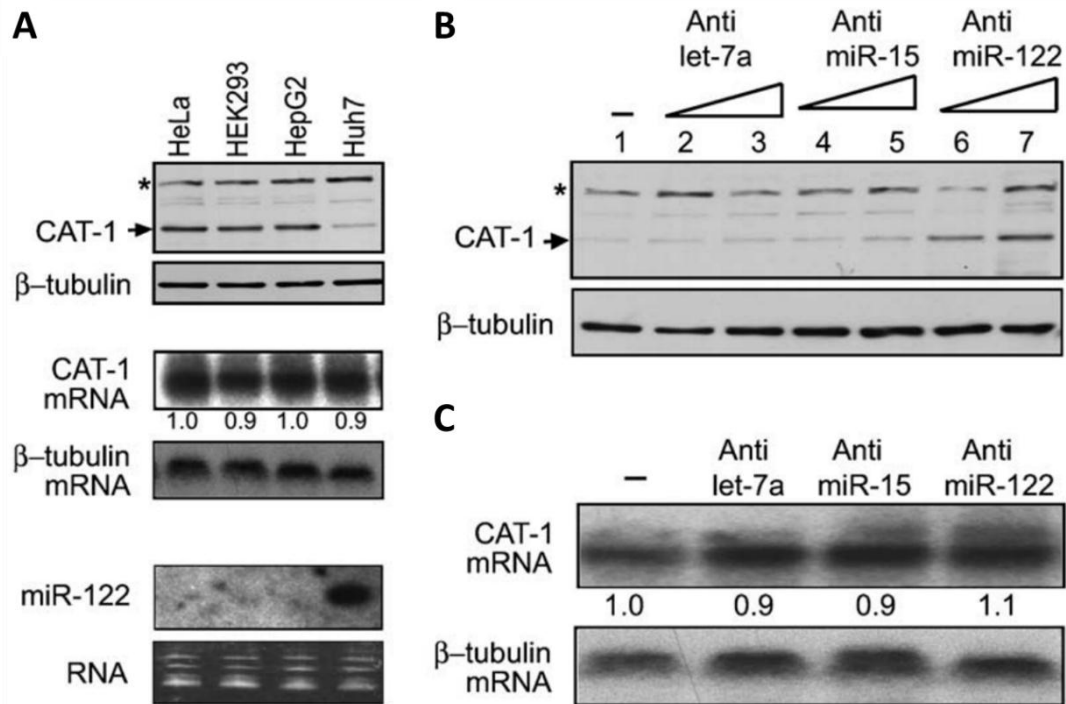 A
HeLa
HEK293
HepG2
Huh7
*
CAT-1
β–tubulin
CAT-1
mRNA
1.0 0.9 1.0 0.9
β–tubulin
mRNA
miR-122
RNA
B
Anti let-7a
Anti miR-15
Anti miR-122
– 
1 2 3 4 5 6 7
*
CAT-1
β–tubulin
C
–
Anti let-7a
Anti miR-15
Anti miR-122
CAT-1
mRNA
1.0 0.9 0.9 1.1
β–tubulin
mRNA